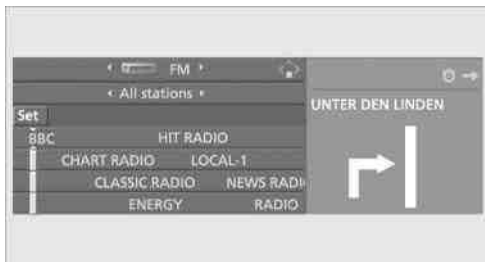 FM
All stations
Set
BBC HIT RADIO
CHART RADIO LOCAL-1
CLASSIC RADIO NEWS RADI
ENERGY RADIO
UNTER DEN LINDEN